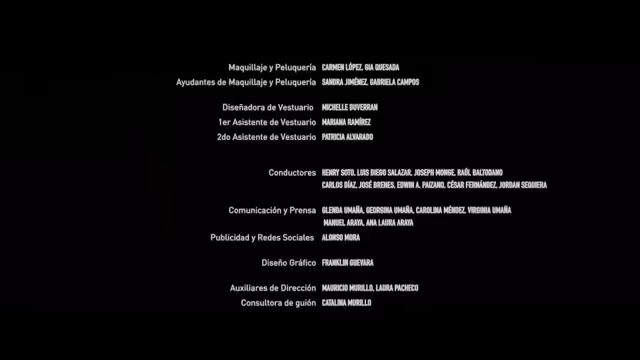 Maquillaje y Peluquería CARMEN LÓPEZ, GIA QUESADA
Ayudantes de Maquillaje y Peluquería SANDRA JIMÉNEZ, GABRIELA CAMPOS
Diseñadora de Vestuario MICHELLE DUVERRAN
1er Asistente de Vestuario MARIANA RAMÍREZ
2do Asistente de Vestuario PATRICIA ALVARADO
Conductores HENRY SOTO, LUIS DIEGO SALAZAR, JOSEPH MONGE, RAÚL BALTODANO
CARLOS DÍAZ, JOSÉ BRENES, EDWIN A. PAIZANO, CÉSAR FERNÁNDEZ, JORDAN SEQUERA
Comunicación y Prensa GLENDA UMAÑA, GEORGINA UMAÑA, CAROLINA MÉNDEZ, VIRGINIA UMAÑA
MANUEL ARAYA, ANA LAURA ARAYA
Publicidad y Redes Sociales ALONSO MORA
Diseño Gráfico FRANKLIN GUEVARA
Auxiliares de Dirección MAURICIO MURILLO, LAURA PACHECO
Consultora de guión CATALINA MURILLO